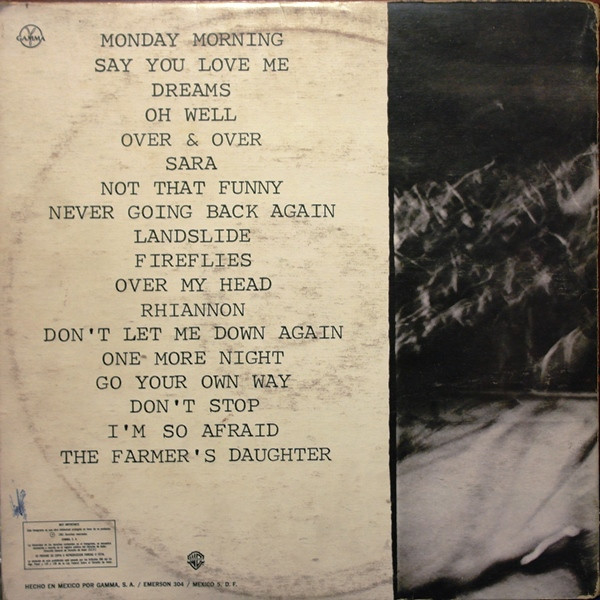 GAMMA
MONDAY MORNING
SAY YOU LOVE ME
DREAMS
OH WELL
OVER & OVER
SARA
NOT THAT FUNNY
NEVER GOING BACK AGAIN
LANDSLIDE
FIREFLIES
OVER MY HEAD
RHIANNON
DON'T LET ME DOWN AGAIN
ONE MORE NIGHT
GO YOUR OWN WAY
DON'T STOP
I'M SO AFRAID
THE FARMER'S DAUGHTER
HECHO EN MEXICO POR GAMMA, S. A. / EMERSON 304 / MEXICO 5, D. F.